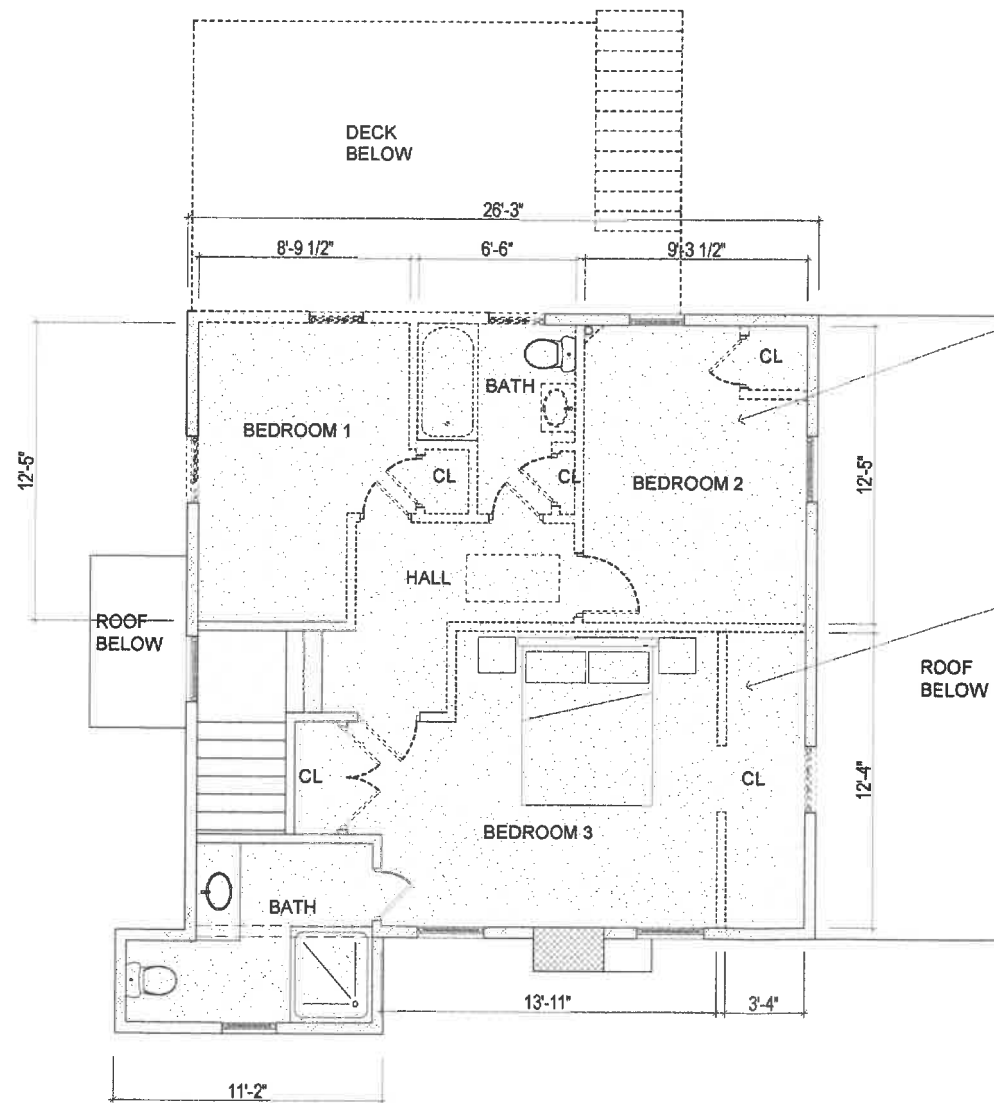 DECK
BELOW
26'-3"
8'-9 1/2"
6'-6"
9'-3 1/2"
CL
BATH
BEDROOM 1
12'-5"
CL
CL
BEDROOM 2
12'-5"
HALL
ROOF
BELOW
ROOF
BELOW
CL
CL
12'-4"
BEDROOM 3
BATH
13'-11"
3'-4"
11'-2"